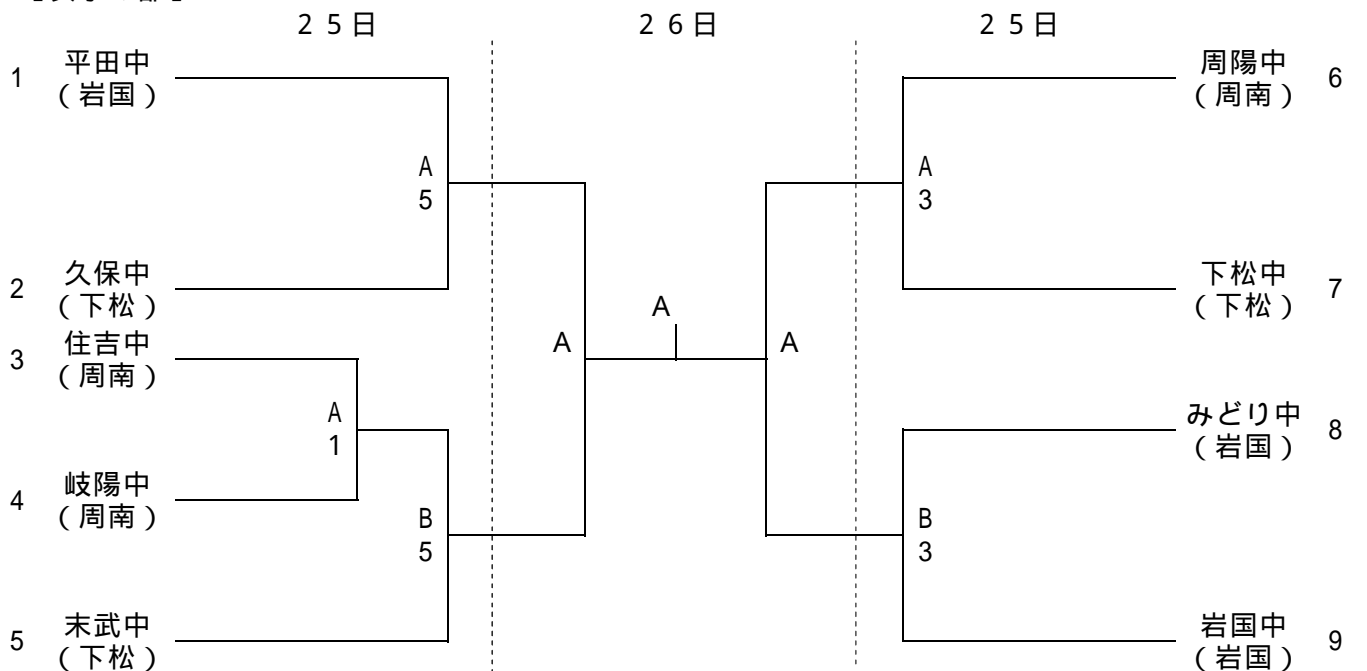 ２５日 ２６日 ２５日
1 平田中
（岩国）
A
5
2 久保中
（下松）
3 住吉中
（周南）
A
1
4 岐陽中
（周南）
B
5
5 末武中
（下松）
A
A
A
周陽中 6
（周南）
A
3
下松中 7
（下松）
みどり中 8
（岩国）
B
3
岩国中 9
（岩国）